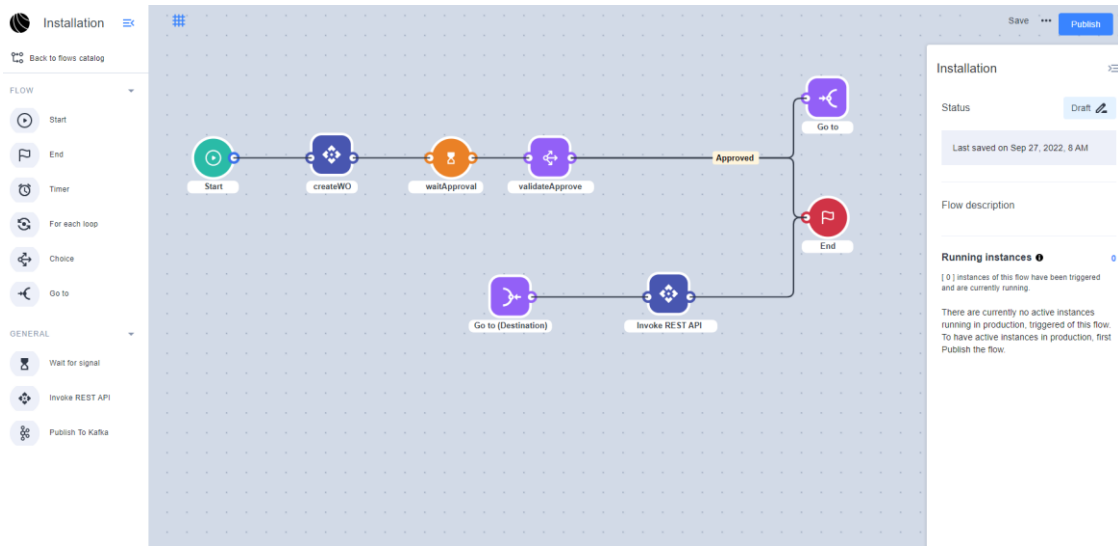 Installation
Back to flows catalog
FLOW
Start
End
Timer
For each loop
Choice
Go to
GENERAL
Wait for signal
Invoke REST API
Publish To Kafka
Save
Publish
Go to
Approved
Start
createWO
waitApproval
validateApprove
End
Go to (Destination)
Invoke REST API
Installation
Status
Draft
Last saved on Sep 27, 2022, 8 AM
Flow description
Running instances
0
[ 0 ] instances of this flow have been triggered
and are currently running.
There are currently no active instances
running in production, triggered of this flow.
To have active instances in production, first
Publish the flow.